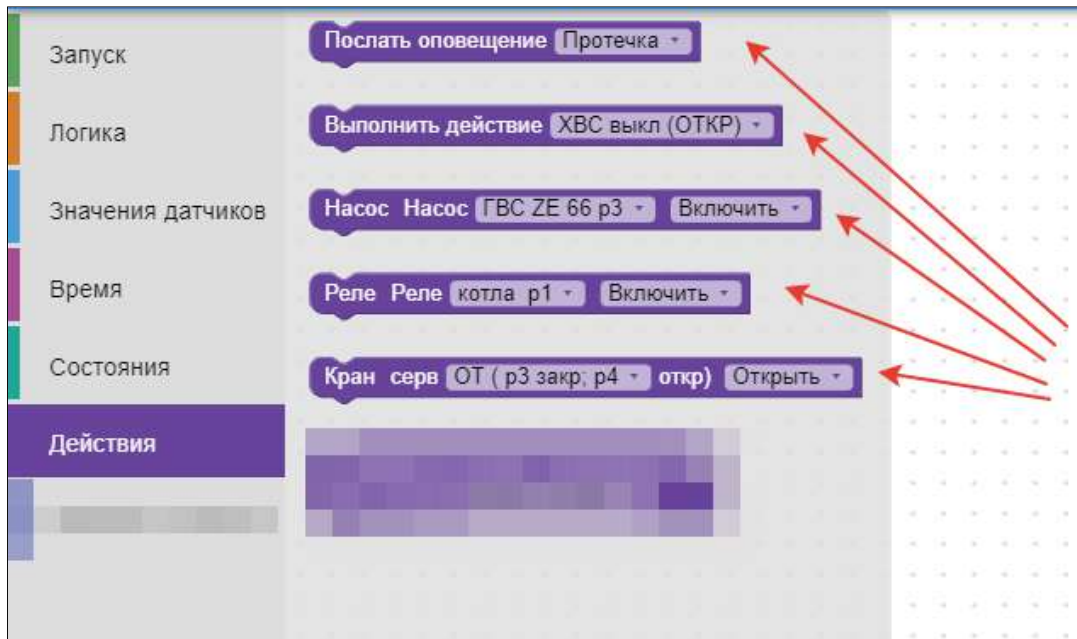 Запуск
Логика
Значения датчиков
Время
Состояния
Действия
Послать оповещение Протечка
Выполнить действие ХВС выкл (ОТКР)
Насос Насос ГВС ZE 66 р3 Включить
Реле Реле котла р1 Включить
Кран серв ОТ ( р3 закр; р4 откр) Открыть